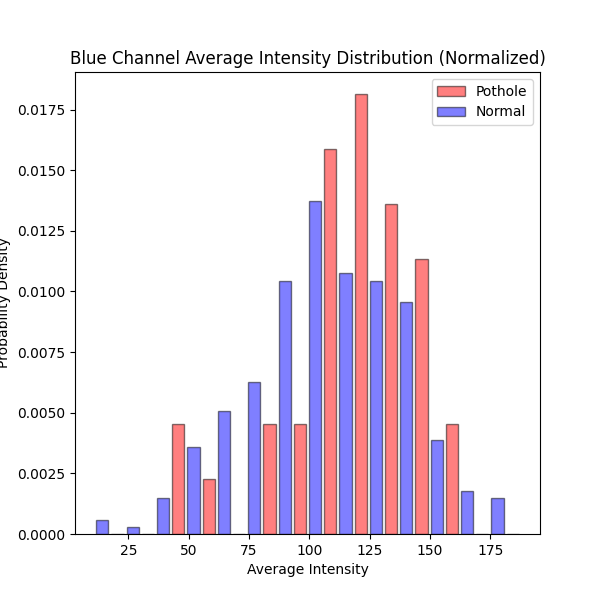 Blue Channel Average Intensity Distribution (Normalized)
Pothole
Normal
Probability Density
0.0175
0.0150
0.0125
0.0100
0.0075
0.0050
0.0025
0.0000
25 50 75 100 125 150 175
Average Intensity